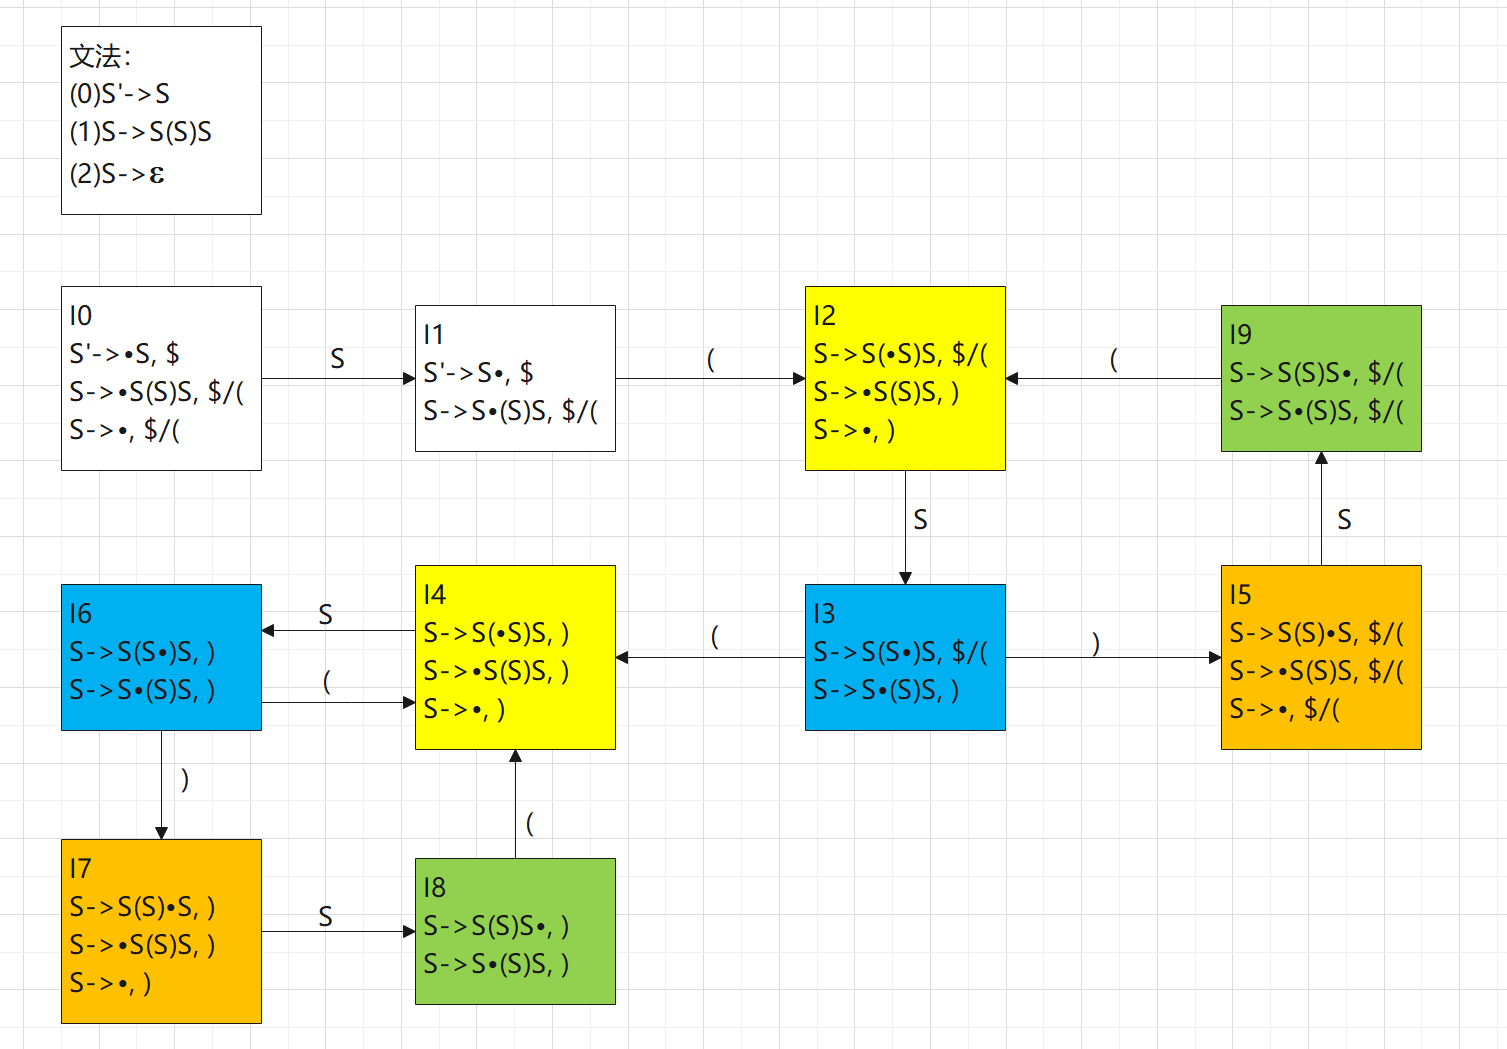 文法：
(0)S'->S
(1)S->S(S)S
(2)S->ε
I0
S'->•S, $
S->•S(S)S, $/(
S->•, $/(
S
I1
S'->S•, $
S->S•(S)S, $/(
(
I2
S->S(•S)S, $/(
S->•S(S)S, )
S->•, )
(
I9
S->S(S)S•, $/(
S->S•(S)S, $/(
S
S
I6
S->S(S•)S, )
S->S•(S)S, )
S
(
I4
S->S(•S)S, )
S->•S(S)S, )
S->•, )
(
I3
S->S(S•)S, $/(
S->S•(S)S, )
)
I5
S->S(S)•S, $/(
S->•S(S)S, $/(
S->•, $/(
)
(
I7
S->S(S)•S, )
S->•S(S)S, )
S->•, )
S
I8
S->S(S)S•, )
S->S•(S)S, )